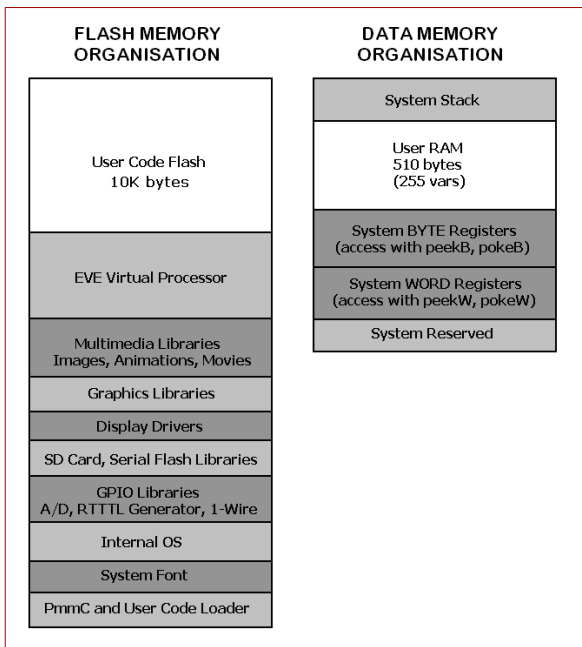 FLASH MEMORY
ORGANISATION
User Code Flash
10K bytes
EVE Virtual Processor
Multimedia Libraries
Images, Animations, Movies
Graphics Libraries
Display Drivers
SD Card, Serial Flash Libraries
GPIO Libraries
A/D, RTTTL Generator, 1-Wire
Internal OS
System Font
PmmC and User Code Loader
DATA MEMORY
ORGANISATION
System Stack
User RAM
510 bytes
(255 vars)
System BYTE Registers
(access with peekB, pokeB)
System WORD Registers
(access with peekW, pokeW)
System Reserved